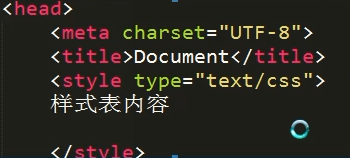 <head>
<meta charset="UTF-8">
<title>Document</title>
<style type="text/css">
样式表内容
</style>